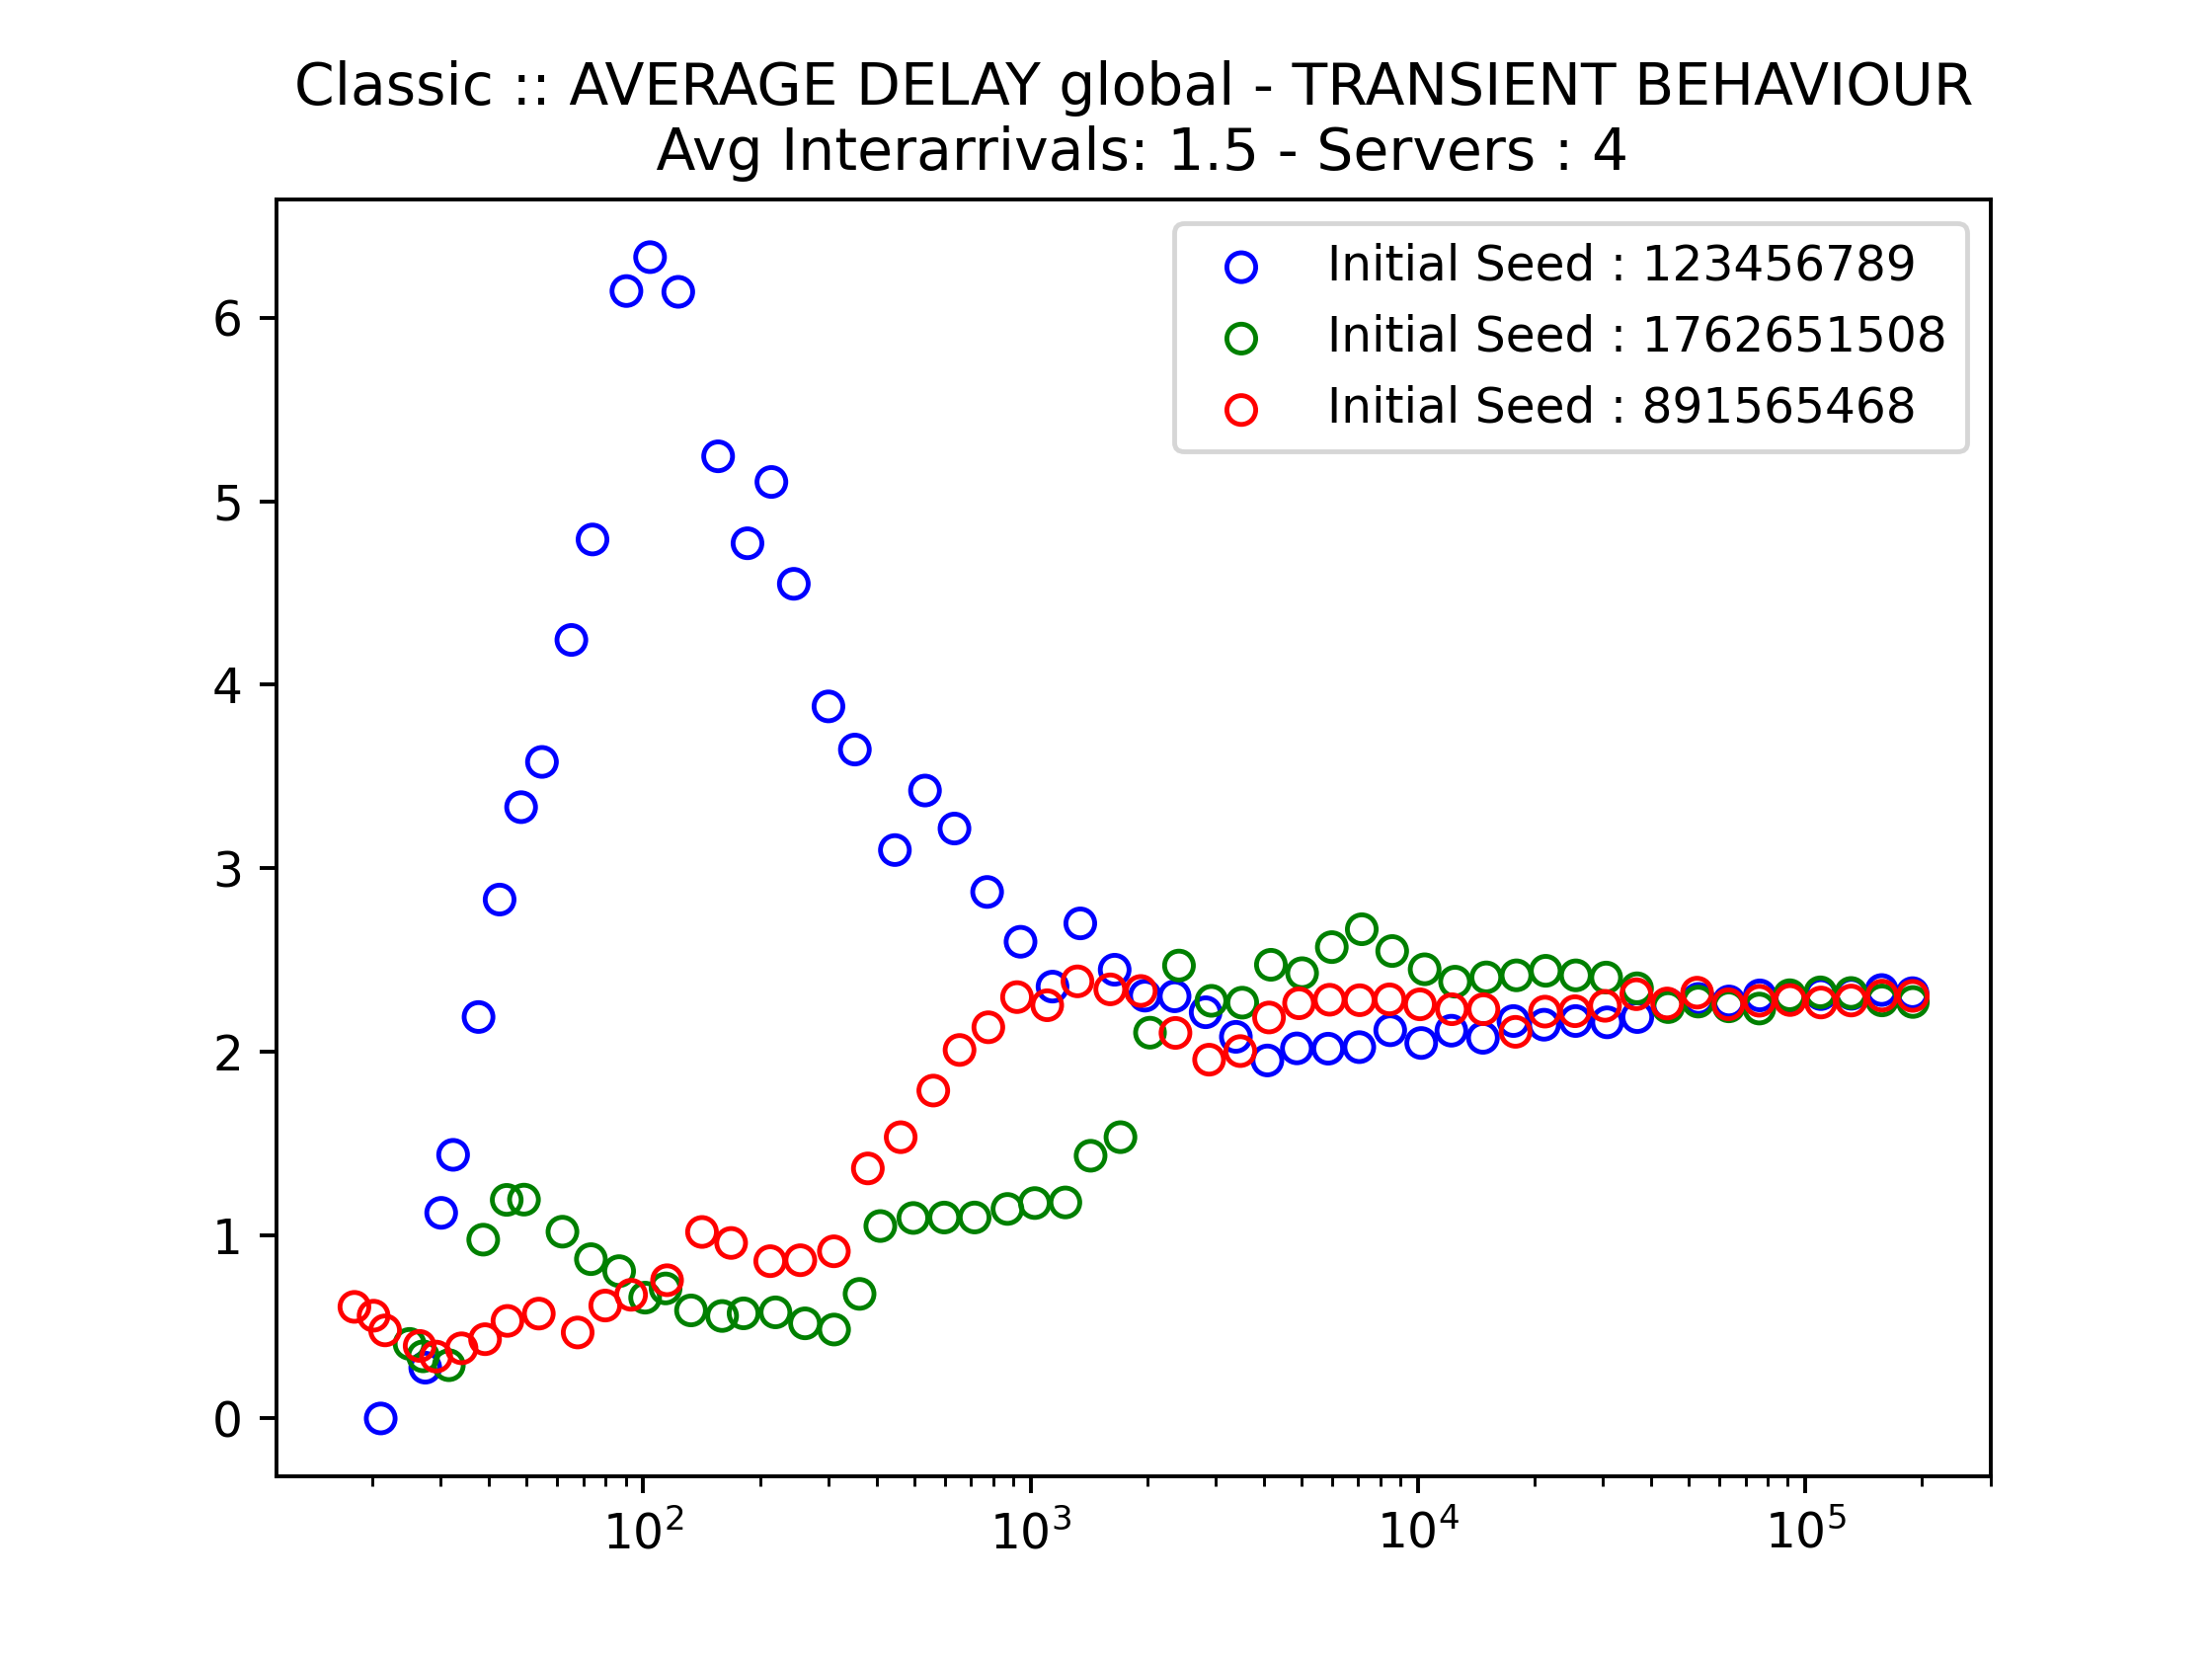 Classic :: AVERAGE DELAY global - TRANSIENT BEHAVIOUR
Avg Interarrivals: 1.5 - Servers : 4
Initial Seed : 123456789
Initial Seed : 1762651508
Initial Seed : 891565468
6
5
4
3
2
1
0
10² 10³ 10⁴ 10⁵